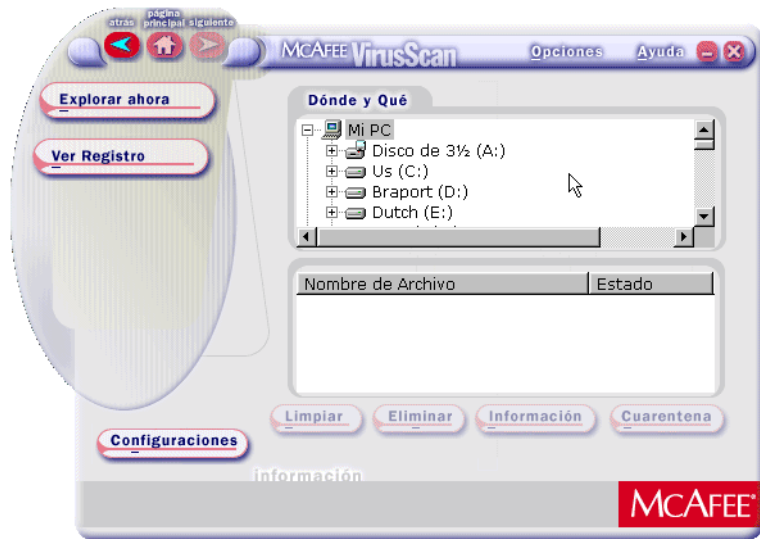 atrás página principal siguiente
McAfee VirusScan
Opciones Ayuda
Explorar ahora
Ver Registro
Dónde y Qué
Mi PC
Disco de 3½ (A:)
Us (C:)
Braport (D:)
Dutch (E:)
Nombre de Archivo Estado
Limpiar Eliminar Información Cuarentena
Configuraciones
información
McAfee®